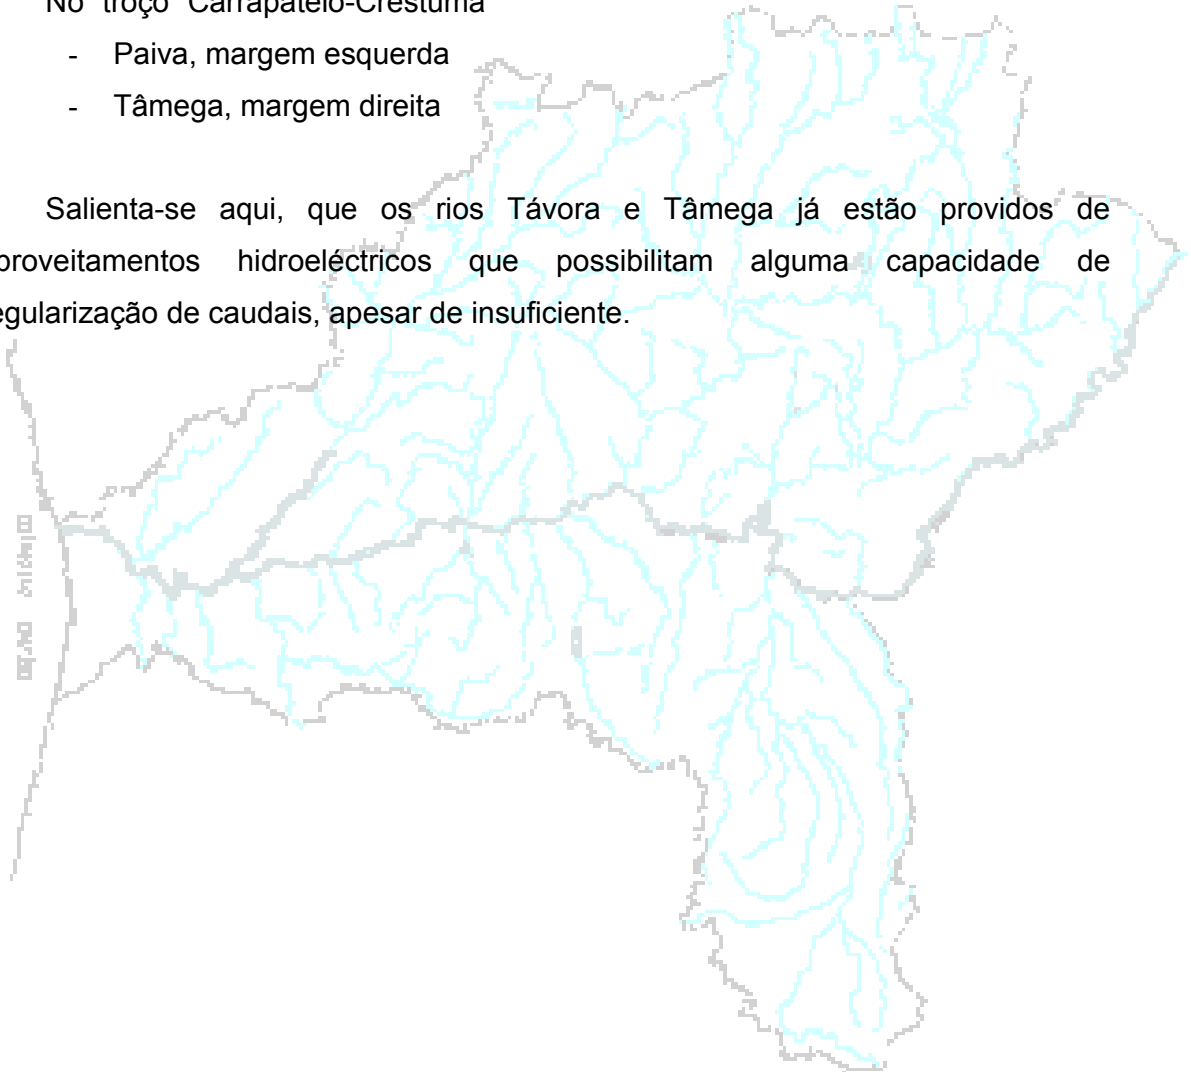 No troço Carrapatelo-Crestuma
- Paiva, margem esquerda
- Tâmega, margem direita
Salienta-se aqui, que os rios Távora e Tâmega já estão providos de
proveitamentos hidroeléctricos que possibilitam alguma capacidade de
egularização de caudais, apesar de insuficiente.